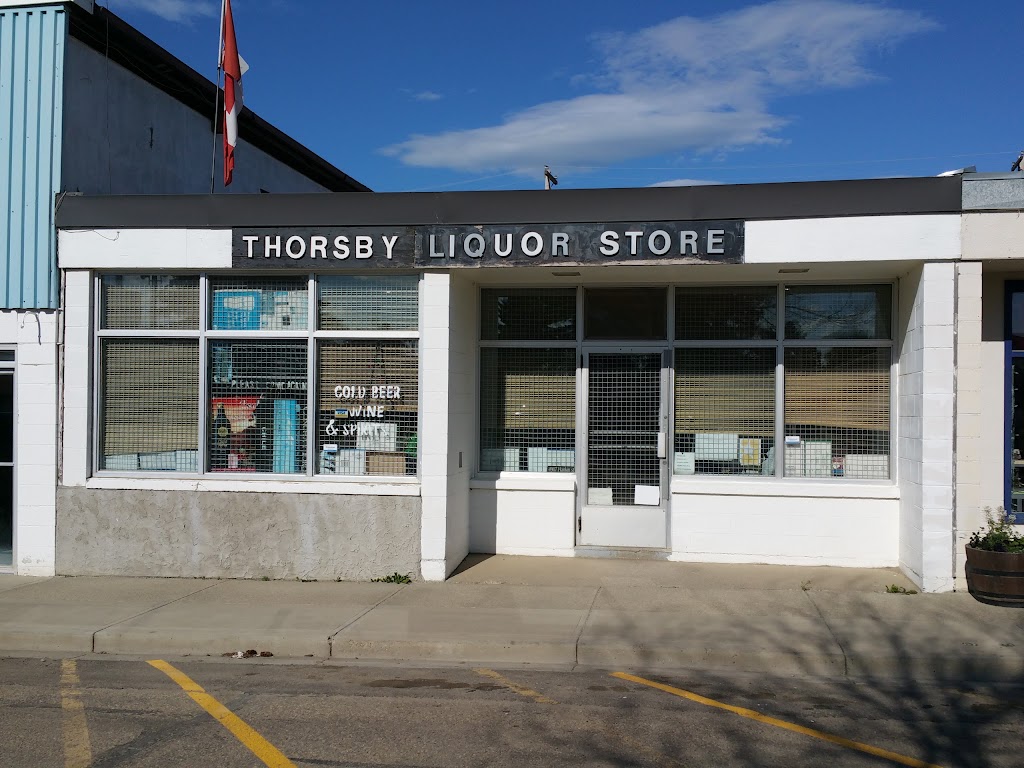 THORSBY LIQUOR STORE
COLD BEER
WINE
& SPIRITS